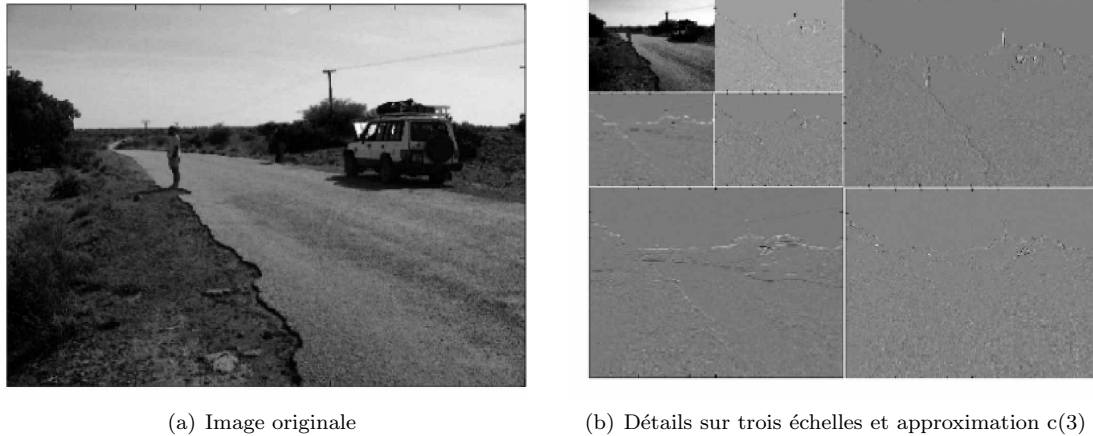 (a) Image originale
(b) Détails sur trois échelles et approximation c(3)